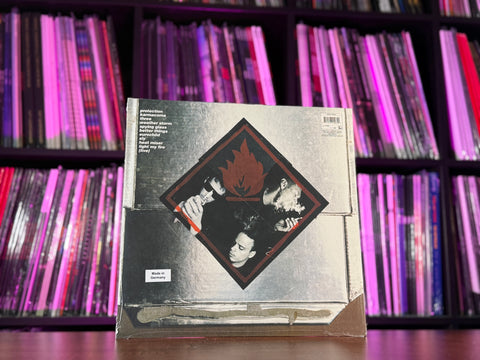 protection
karmacoma
three
weather storm
spying glass
better things
eurochild
sly
heat miser
light my fire
(live)
Made in
Germany